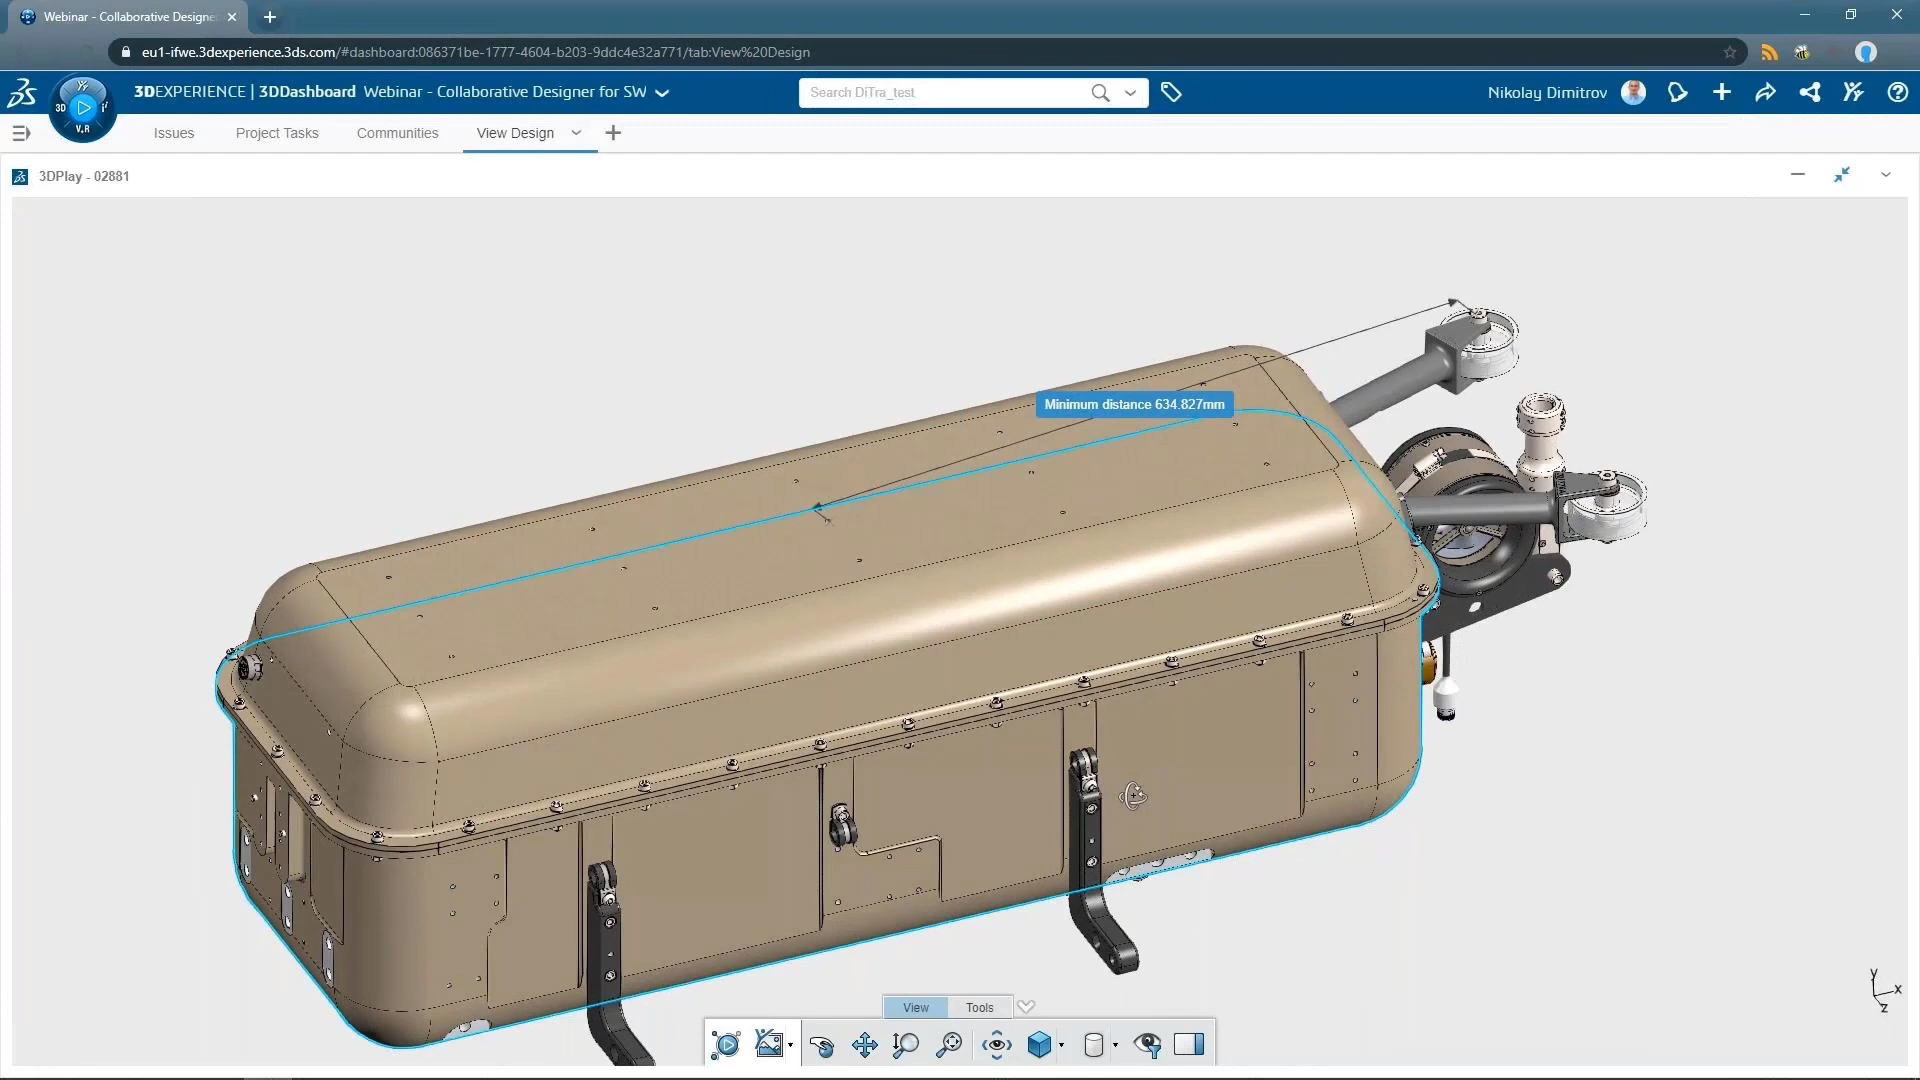 Webinar - Collaborative Designe
eu1-ifwe.3dexperience.3ds.com/#dashboard:086371be-1777-4604-b203-9ddc4e32a771/tab:View%20Design
3D
V.R
3DEXPERIENCE | 3DDashboard Webinar - Collaborative Designer for SW
Search DiTra_test
Nikolay Dimitrov
Issues
Project Tasks
Communities
View Design
3DPlay - 02881
Minimum distance 634.827mm
View
Tools
y
x
z